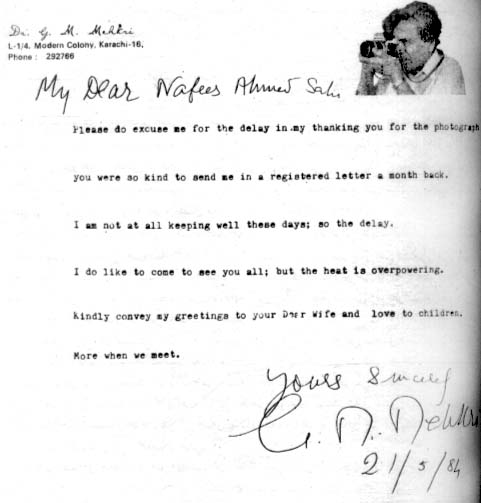 Dr. G. M. Mehkri
L-1/4, Modern Colony, Karachi-16,
Phone : 292766
My Dear Nafees Ahmed Sahi
Please do excuse me for the delay in my thanking you for the photograph
you were so kind to send me in a registered letter a month back.
I am not at all keeping well these days; so the delay.
I do like to come to see you all; but the heat is overpowering.
Kindly convey my greetings to your Dear Wife and love to children.
More when we meet.
Yours Sincerely
G. M. Mehkri
21/5/84